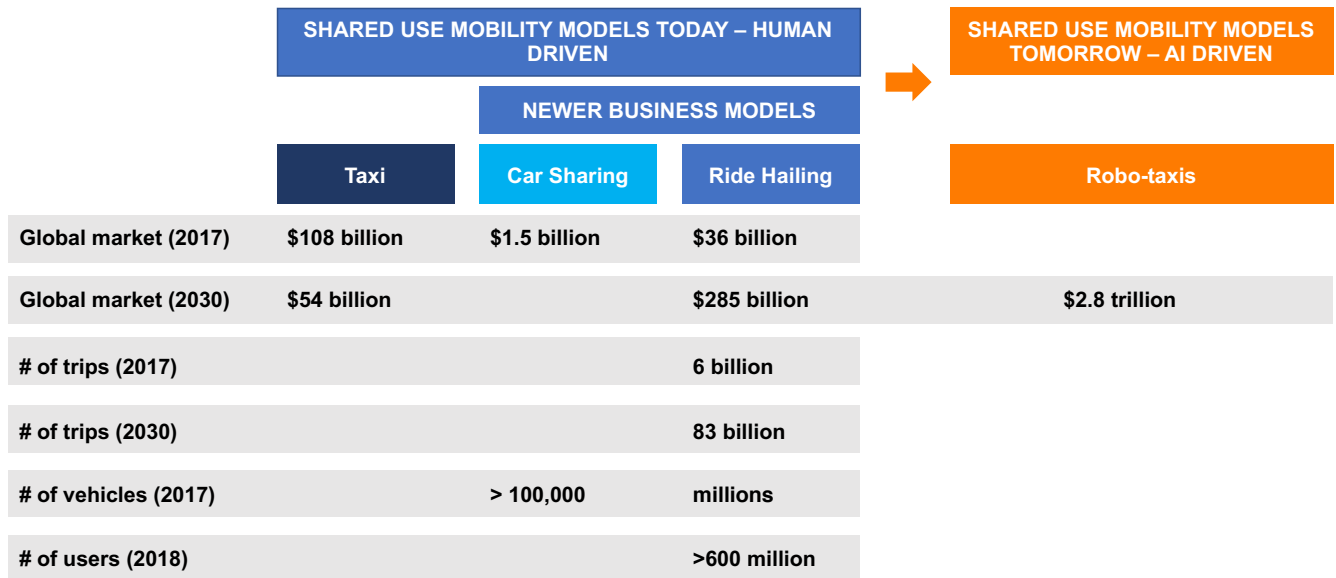 SHARED USE MOBILITY MODELS TODAY – HUMAN
DRIVEN
SHARED USE MOBILITY MODELS
TOMORROW – AI DRIVEN
NEWER BUSINESS MODELS
Taxi
Car Sharing
Ride Hailing
Robo-taxis
Global market (2017) $108 billion $1.5 billion $36 billion
Global market (2030) $54 billion $285 billion $2.8 trillion
# of trips (2017) 6 billion
# of trips (2030) 83 billion
# of vehicles (2017) > 100,000 millions
# of users (2018) >600 million